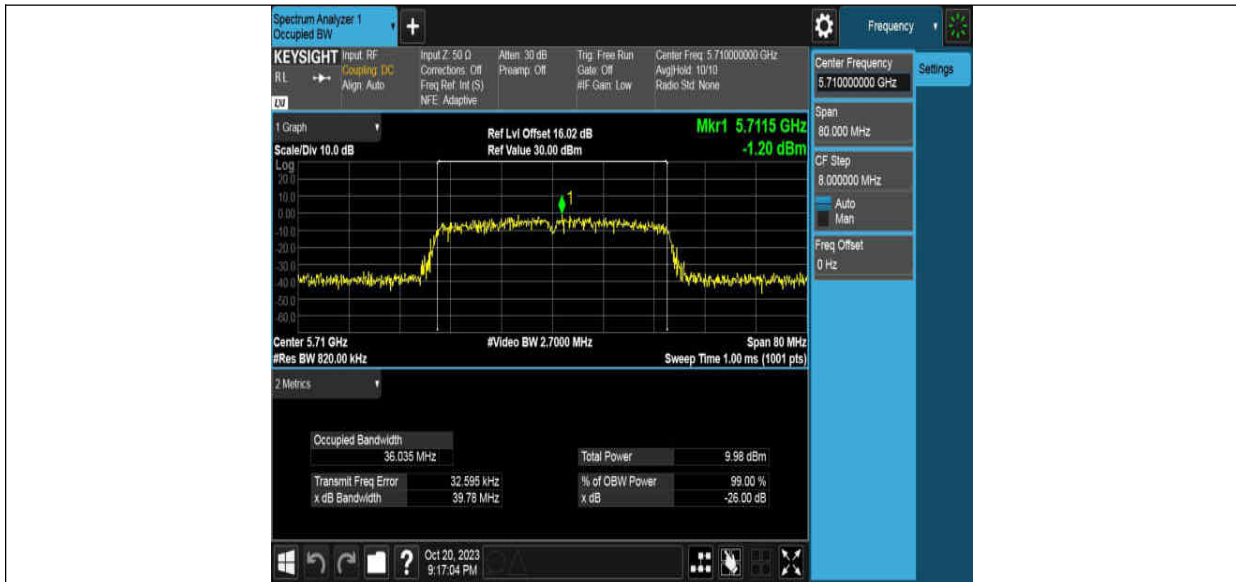 Spectrum Analyzer 1
Occupied BW
Frequency
KEYSIGHT
RL
LXI
Input: RF
Coupling: DC
Align: Auto
Input Z: 50 Ω
Corrections: Off
Freq Ref: Int (S)
NFE: Adaptive
Atten: 30 dB
Preamp: Off
Trig: Free Run
Gate: Off
#IF Gain: Low
Center Freq: 5.710000000 GHz
Avg|Hold: 10/10
Radio Std: None
Center Frequency
5.710000000 GHz
Settings
Span
80.000 MHz
CF Step
8.000000 MHz
Auto
Man
Freq Offset
0 Hz
1 Graph
Scale/Div 10.0 dB
Ref Lvl Offset 16.02 dB
Ref Value 30.00 dBm
Mkr1 5.7115 GHz
-1.20 dBm
Log
20.0
10.0
0.00
-10.0
-20.0
-30.0
-40.0
-50.0
-60.0
1
Center 5.71 GHz
#Video BW 2.7000 MHz
Span 80 MHz
#Res BW 820.00 kHz
Sweep Time 1.00 ms (1001 pts)
2 Metrics
Occupied Bandwidth
36.035 MHz
Total Power 9.98 dBm
Transmit Freq Error 32.595 kHz
% of OBW Power 99.00 %
x dB Bandwidth 39.78 MHz
x dB -26.00 dB
?
Oct 20, 2023
9:17:04 PM